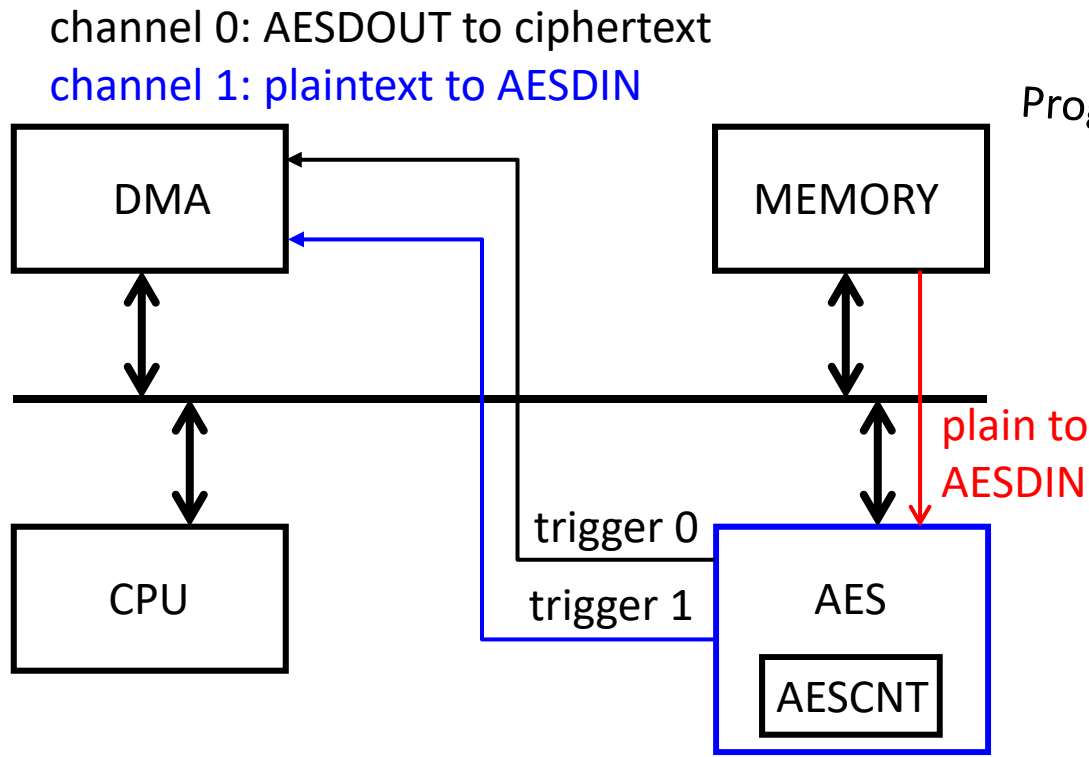 channel 0: AESDOUT to ciphertext
channel 1: plaintext to AESDIN
DMA
MEMORY
plain to
AESDIN
trigger 0
trigger 1
CPU
AES
AESCNT